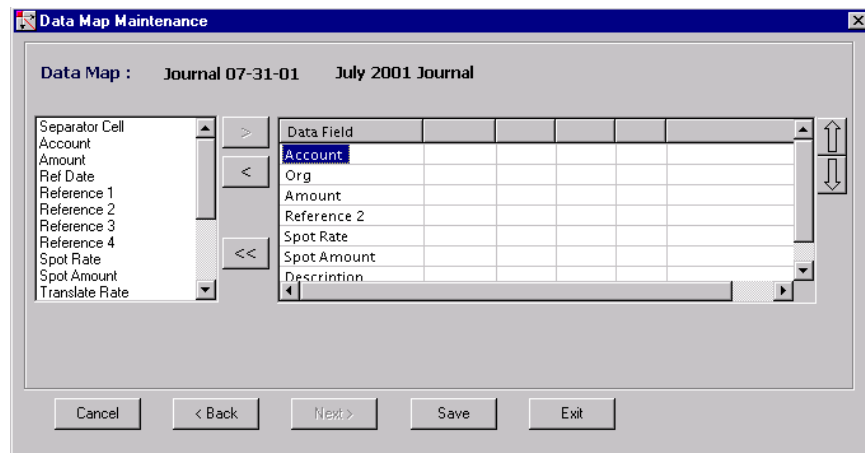 Data Map Maintenance
Data Map : Journal 07-31-01 July 2001 Journal
Separator Cell
Account
Amount
Ref Date
Reference 1
Reference 2
Reference 3
Reference 4
Spot Rate
Spot Amount
Translate Rate
>
<
<<
Data Field
Account
Org
Amount
Reference 2
Spot Rate
Spot Amount
Description
Cancel
< Back
Next >
Save
Exit